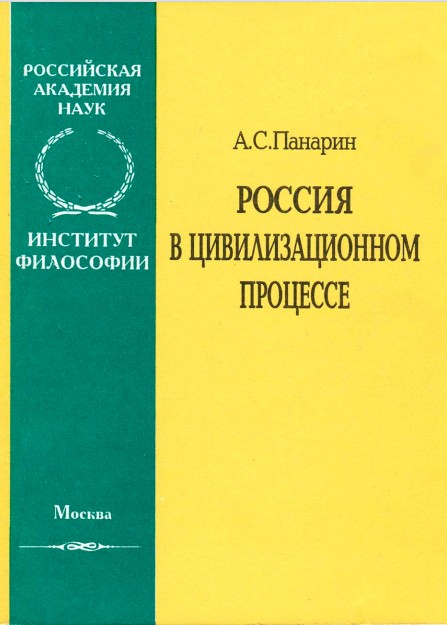 РОССИЙСКАЯ
АКАДЕМИЯ
НАУК
ИНСТИТУТ
ФИЛОСОФИИ
Москва
А.С.Панарин
РОССИЯ
В ЦИВИЛИЗАЦИОННОМ
ПРОЦЕССЕ